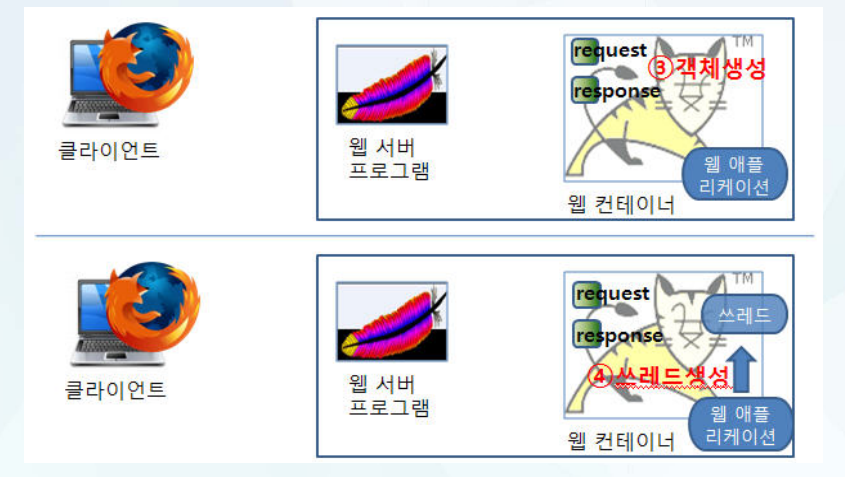 request
TM
③객체생성
response
클라이언트
웹 서버
프로그램
웹 애플
리케이션
웹 컨테이너
request
TM
쓰레드
response
④쓰레드생성
클라이언트
웹 서버
프로그램
웹 애플
리케이션
웹 컨테이너